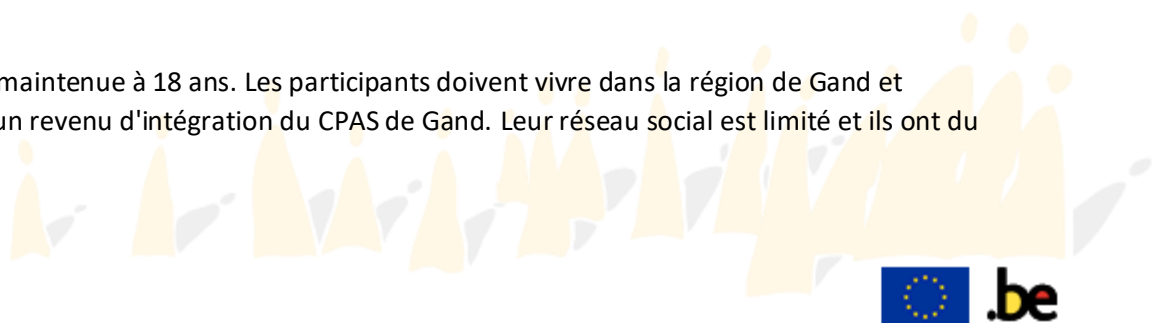 maintenue à 18 ans. Les participants doivent vivre dans la région de Gand et
un revenu d'intégration du CPAS de Gand. Leur réseau social est limité et ils ont du
.be